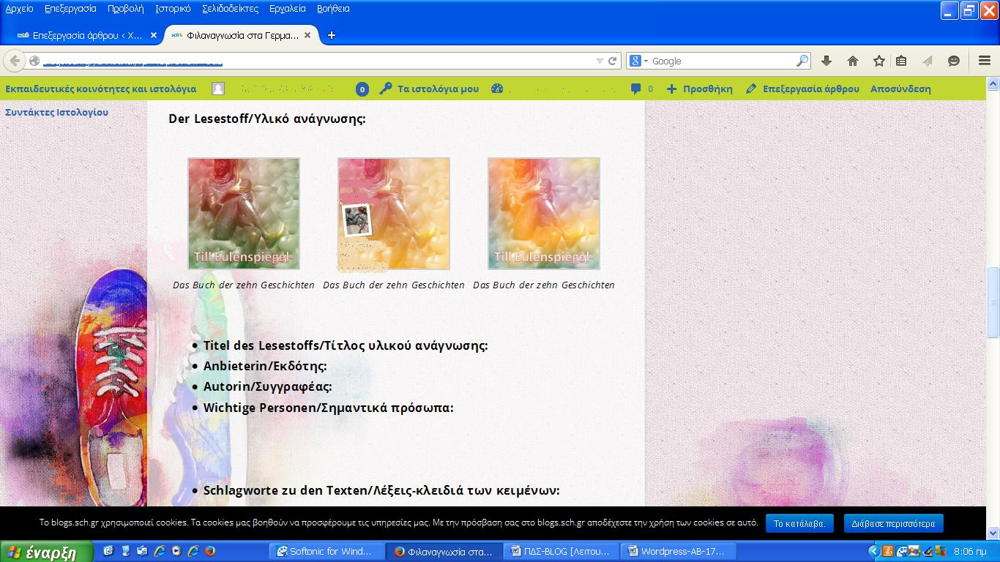 Αρχείο Επεξεργασία Προβολή Ιστορικό Σελιδοδείκτες Εργαλεία Βοήθεια
Επεξεργασία άρθρου ‹ Χ... Φιλαναγνωσία στα Γερμα...
Google
Εκπαιδευτικές κοινότητες και ιστολόγια 0 Τα ιστολόγια μου 0 Προσθήκη Επεξεργασία άρθρου Αποσύνδεση
Συντάκτες Ιστολογίου
Der Lesestoff/Υλικό ανάγνωσης:
Till Eulenspiegel- Till Eulenspiegel-
Das Buch der zehn Geschichten Das Buch der zehn Geschichten Das Buch der zehn Geschichten
• Titel des Lesestoffs/Τίτλος υλικού ανάγνωσης:
• Anbieterin/Εκδότης:
• Autorin/Συγγραφέας:
• Wichtige Personen/Σημαντικά πρόσωπα:
• Schlagworte zu den Texten/Λέξεις-κλειδιά των κειμένων:
Το blogs.sch.gr χρησιμοποιεί cookies. Τα cookies μας βοηθούν να προσφέρουμε τις υπηρεσίες μας. Με την πρόσβαση σας στο blogs.sch.gr αποδέχεστε την χρήση των cookies σε αυτό. Το κατάλαβα. Διάβασε περισσότερα
έναρξη Softonic for Wind... Φιλαναγνωσία στα... ΠΔΣ-BLOG [Λειτου... Wordpress-AB-17... 8:06 πμ